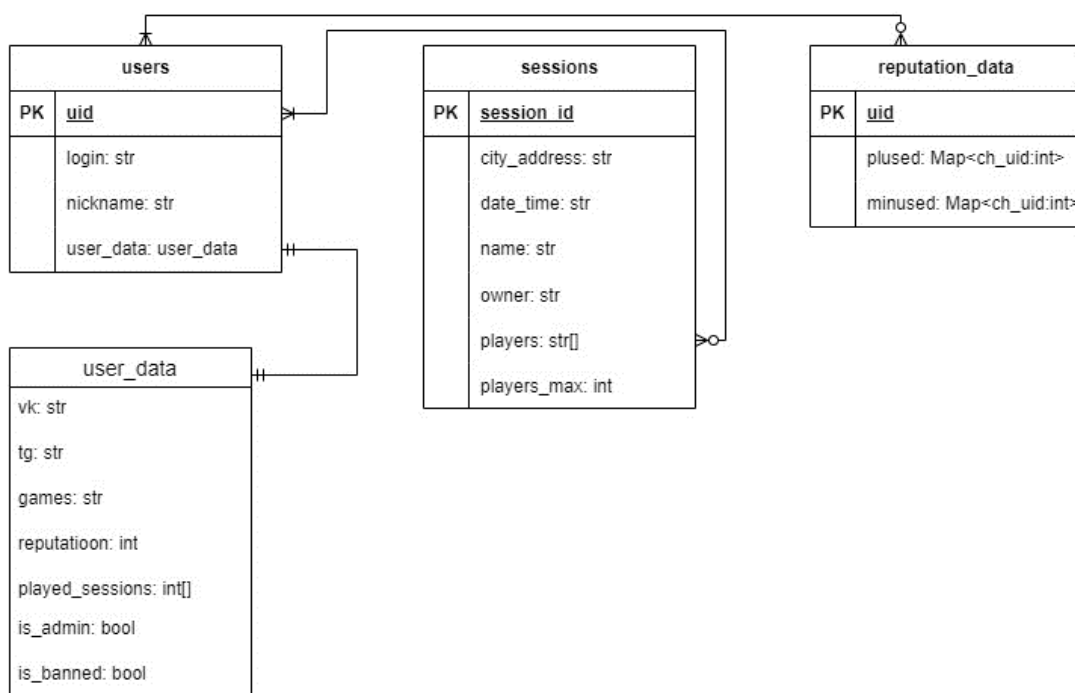 users
PK uid
login: str
nickname: str
user_data: user_data
sessions
PK session_id
city_address: str
date_time: str
name: str
owner: str
players: str[]
players_max: int
reputation_data
PK uid
plused: Map<ch_uid:int>
minused: Map<ch_uid:int>
user_data
vk: str
tg: str
games: str
reputatioon: int
played_sessions: int[]
is_admin: bool
is_banned: bool